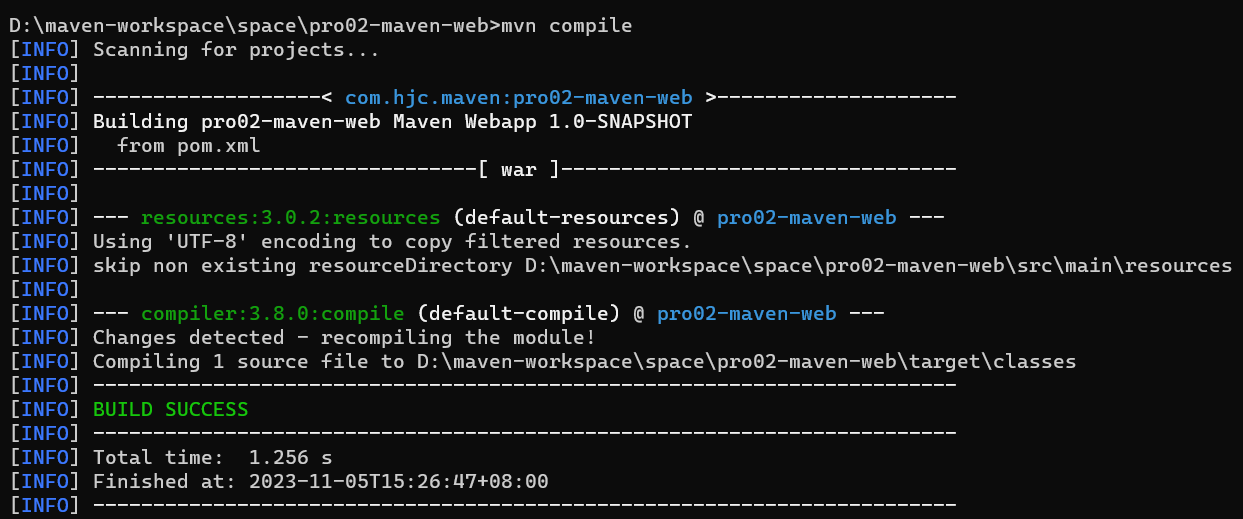 D:\maven-workspace\space\pro02-maven-web>mvn compile
[INFO] Scanning for projects...
[INFO]
[INFO] -------------------< com.hjc.maven:pro02-maven-web >--------------------
[INFO] Building pro02-maven-web Maven Webapp 1.0-SNAPSHOT
[INFO]   from pom.xml
[INFO] --------------------------------[ war ]---------------------------------
[INFO]
[INFO] --- resources:3.0.2:resources (default-resources) @ pro02-maven-web ---
[INFO] Using 'UTF-8' encoding to copy filtered resources.
[INFO] skip non existing resourceDirectory D:\maven-workspace\space\pro02-maven-web\src\main\resources
[INFO]
[INFO] --- compiler:3.8.0:compile (default-compile) @ pro02-maven-web ---
[INFO] Changes detected - recompiling the module!
[INFO] Compiling 1 source file to D:\maven-workspace\space\pro02-maven-web\target\classes
[INFO] ------------------------------------------------------------------------
[INFO] BUILD SUCCESS
[INFO] ------------------------------------------------------------------------
[INFO] Total time:  1.256 s
[INFO] Finished at: 2023-11-05T15:26:47+08:00
[INFO] ------------------------------------------------------------------------